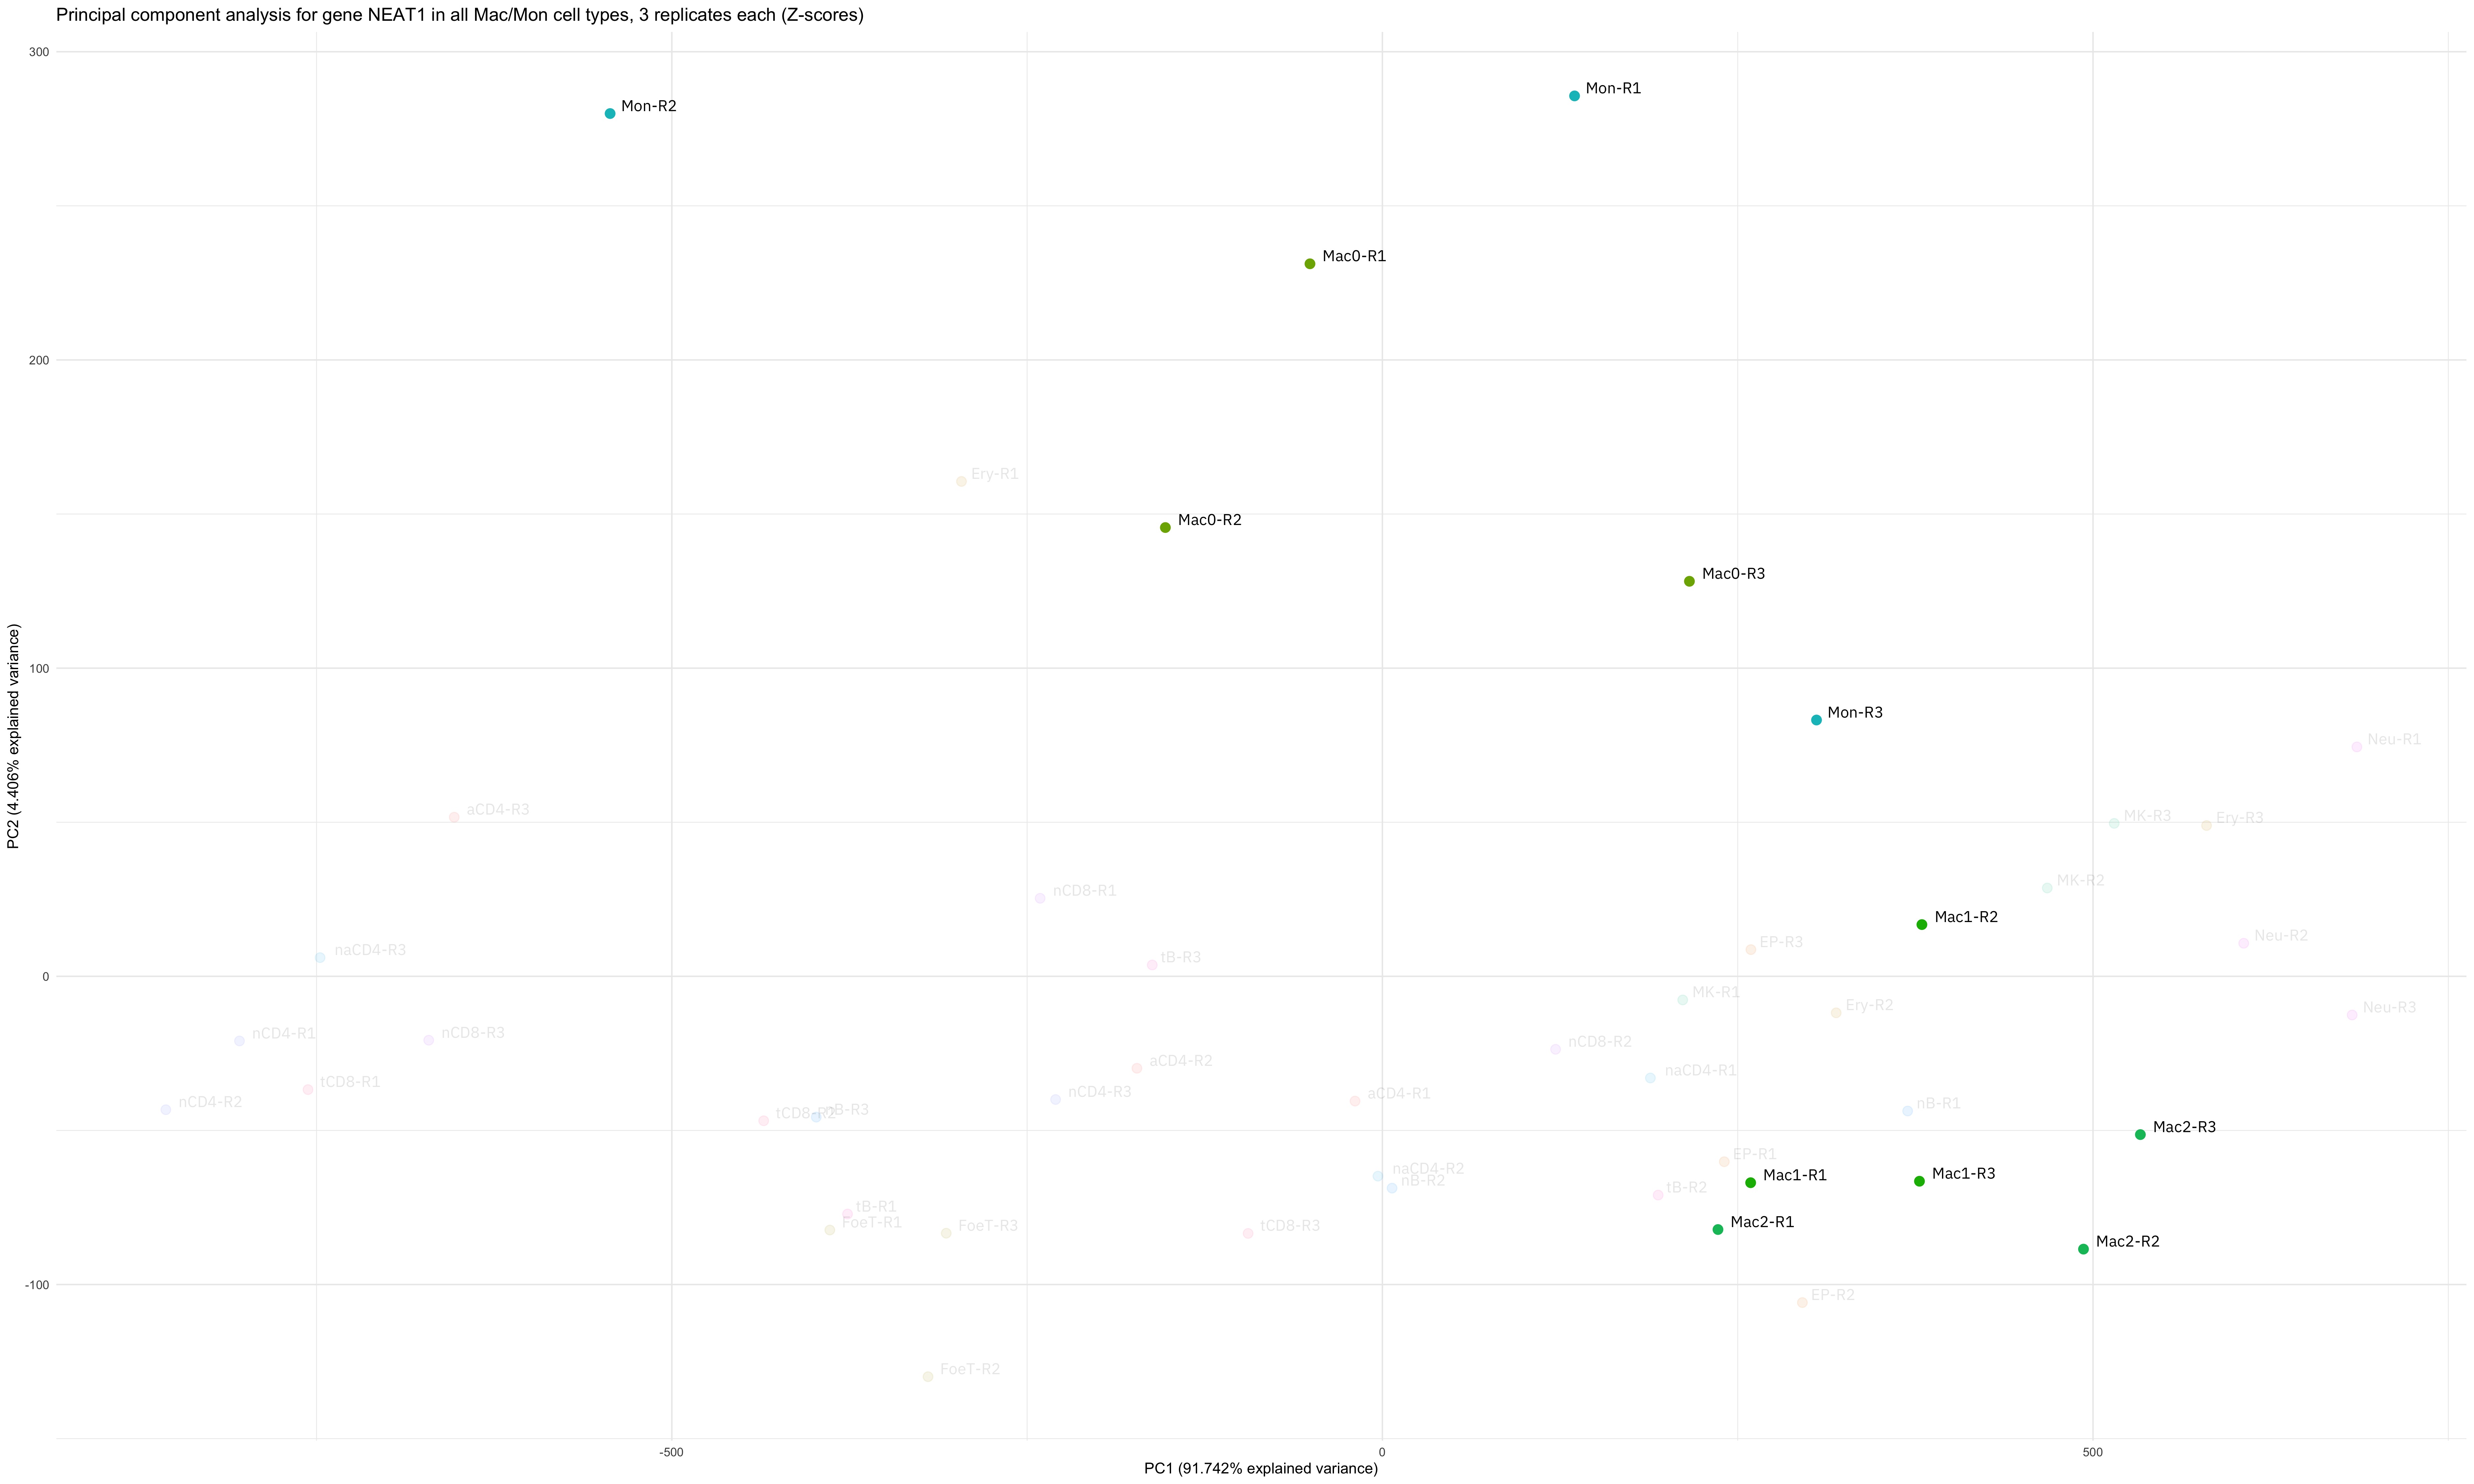 Principal component analysis for gene NEAT1 in all Mac/Mon cell types, 3 replicates each (Z-scores)
300
Mon-R1
Mon-R2
Mac0-R1
200
Ery-R1
Mac0-R2
Mac0-R3
100
Mon-R3
Neu-R1
aCD4-R3
MK-R3
Ery-R3
MK-R2
nCD8-R1
Mac1-R2
Neu-R2
EP-R3
naCD4-R3
tB-R3
0
MK-R1
Ery-R2
Neu-R3
nCD4-R1
nCD8-R3
nCD8-R2
aCD4-R2
naCD4-R1
tCD8-R1
nCD4-R3
aCD4-R1
nCD4-R2
nB-R1
tCD8-R2
nB-R3
Mac2-R3
EP-R1
naCD4-R2
Mac1-R1
Mac1-R3
nB-R2
tB-R2
tB-R1
FoeT-R1
FoeT-R3
tCD8-R3
Mac2-R1
Mac2-R2
-100
EP-R2
FoeT-R2
-500
0
500
PC1 (91.742% explained variance)
PC2 (4.406% explained variance)